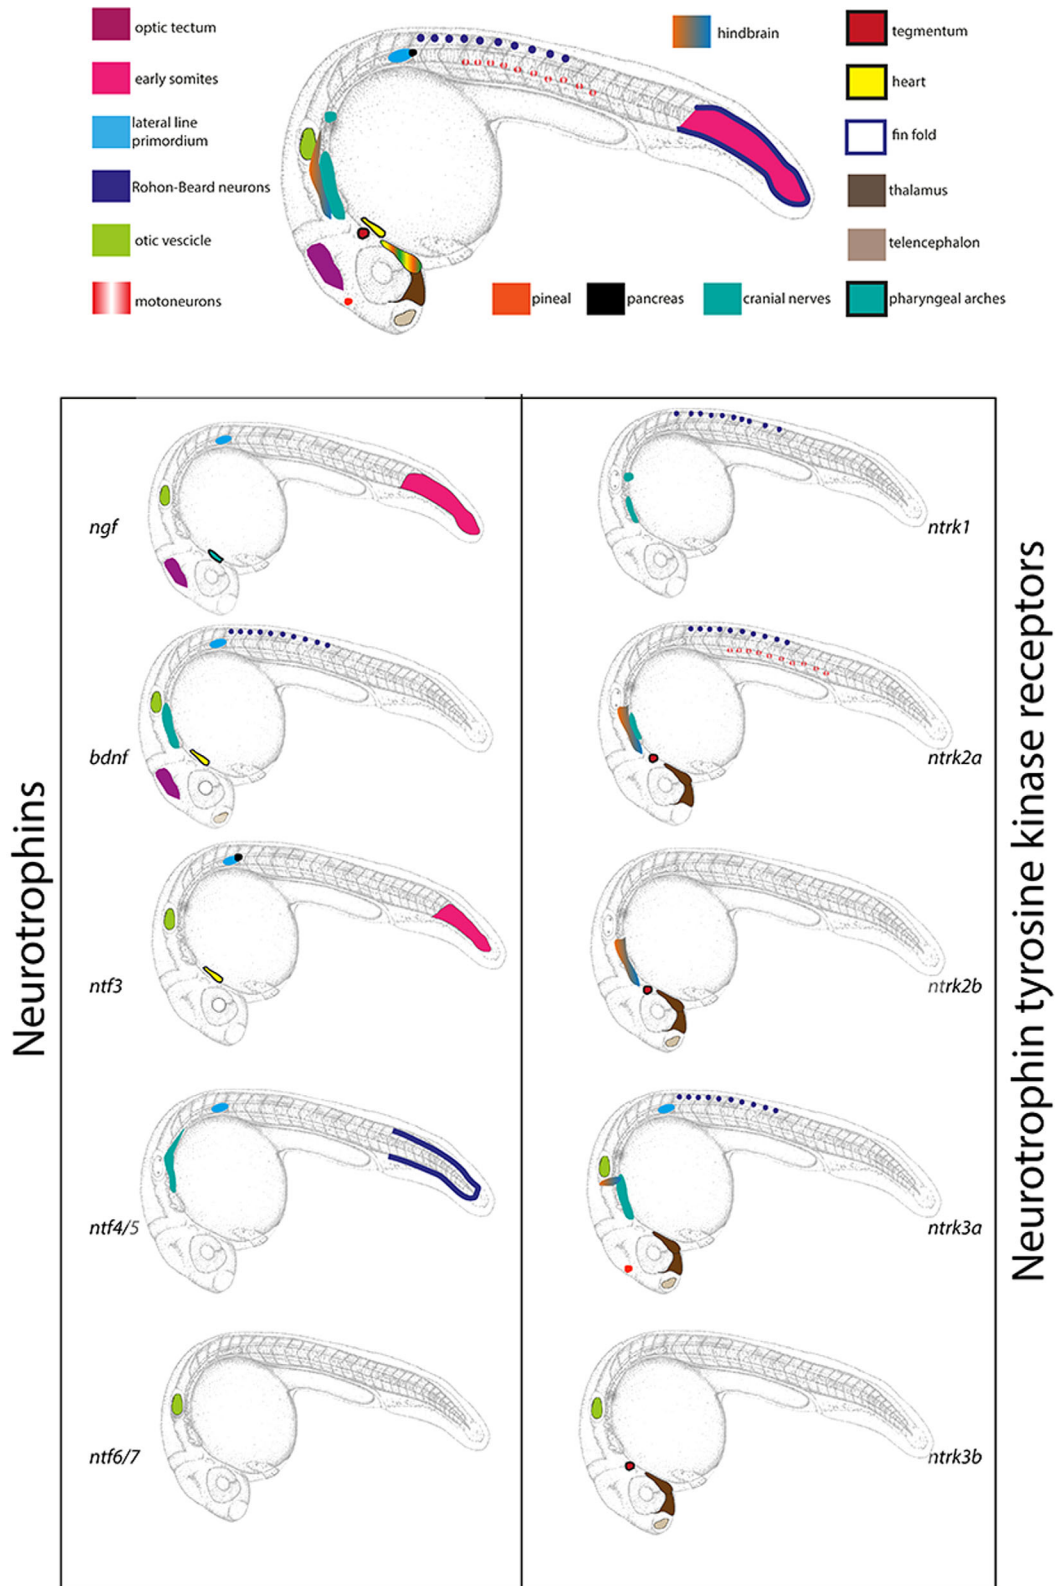 optic tectum
early somites
lateral line
primordium
Rohon-Beard neurons
otic vescicle
motoneurons
hindbrain
tegmentum
heart
fin fold
thalamus
telencephalon
pineal
pancreas
cranial nerves
pharyngeal arches
Neurotrophins
ngf
bdnf
ntf3
ntf4/5
ntf6/7
ntrk1
ntrk2a
ntrk2b
ntrk3a
ntrk3b
Neurotrophin tyrosine kinase receptors